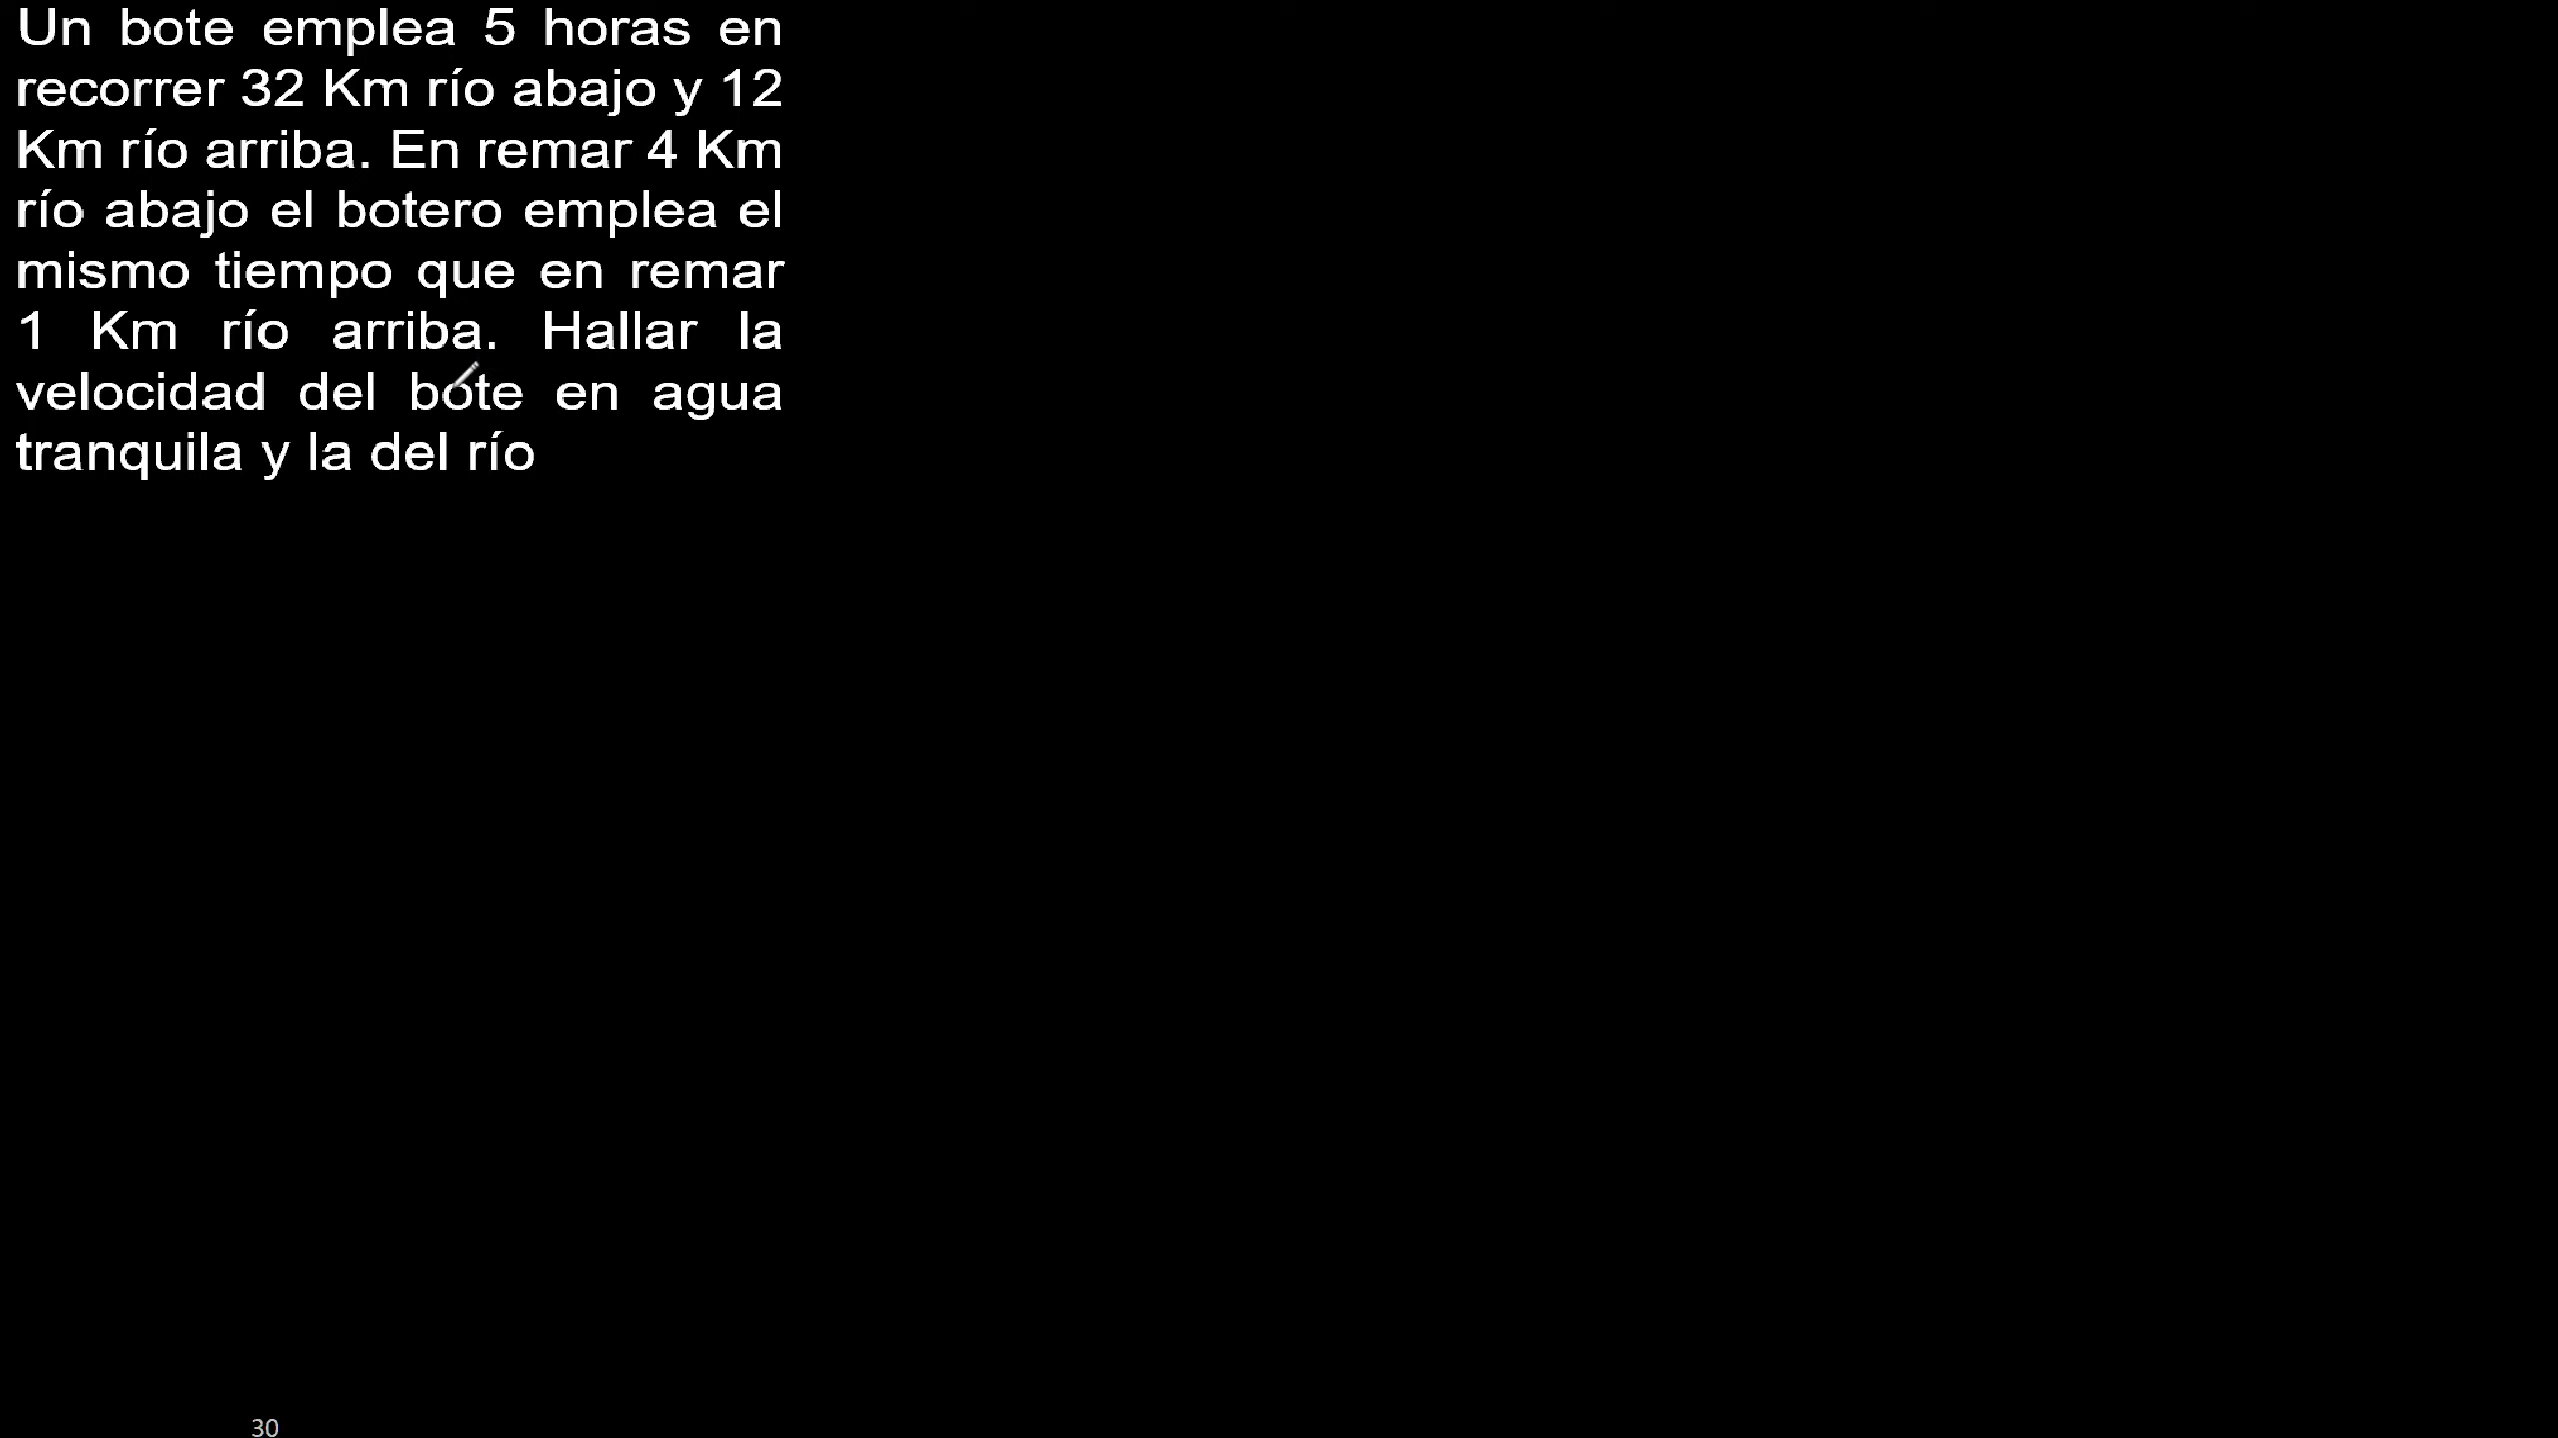 Un bote emplea 5 horas en
recorrer 32 Km río abajo y 12
Km río arriba. En remar 4 Km
río abajo el botero emplea el
mismo tiempo que en remar
1 Km río arriba. Hallar la
velocidad del bote en agua
tranquila y la del río
30